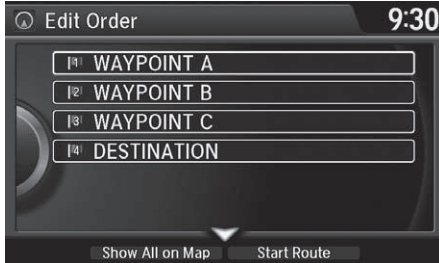 Edit Order 9:30
1 WAYPOINT A
2 WAYPOINT B
3 WAYPOINT C
4 DESTINATION
Show All on Map Start Route